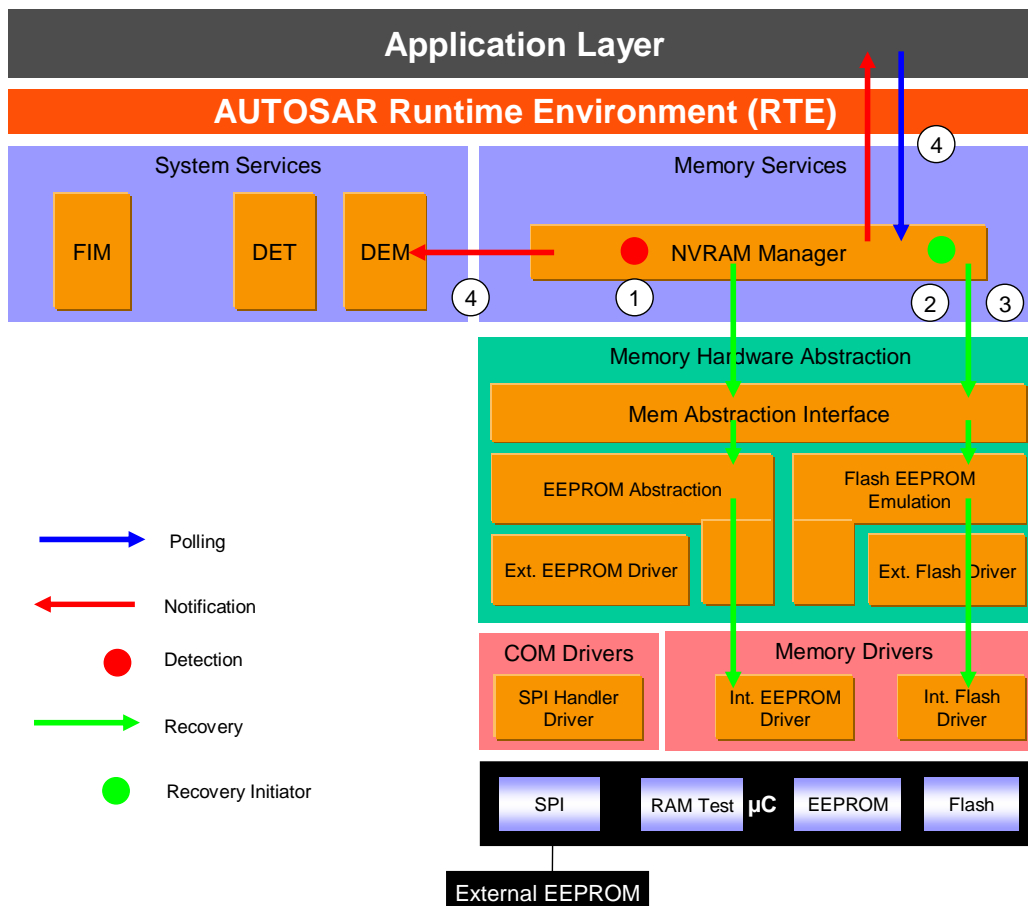 Application Layer
AUTOSAR Runtime Environment (RTE)
System Services
Memory Services
4
FIM
DET
DEM
NVRAM Manager
4
1
2
3
Memory Hardware Abstraction
Mem Abstraction Interface
EEPROM Abstraction
Flash EEPROM
Emulation
Ext. EEPROM Driver
Ext. Flash Driver
Polling
Notification
Detection
Recovery
Recovery Initiator
COM Drivers
Memory Drivers
SPI Handler
Driver
Int. EEPROM
Driver
Int. Flash
Driver
SPI
RAM Test
µC
EEPROM
Flash
External EEPROM